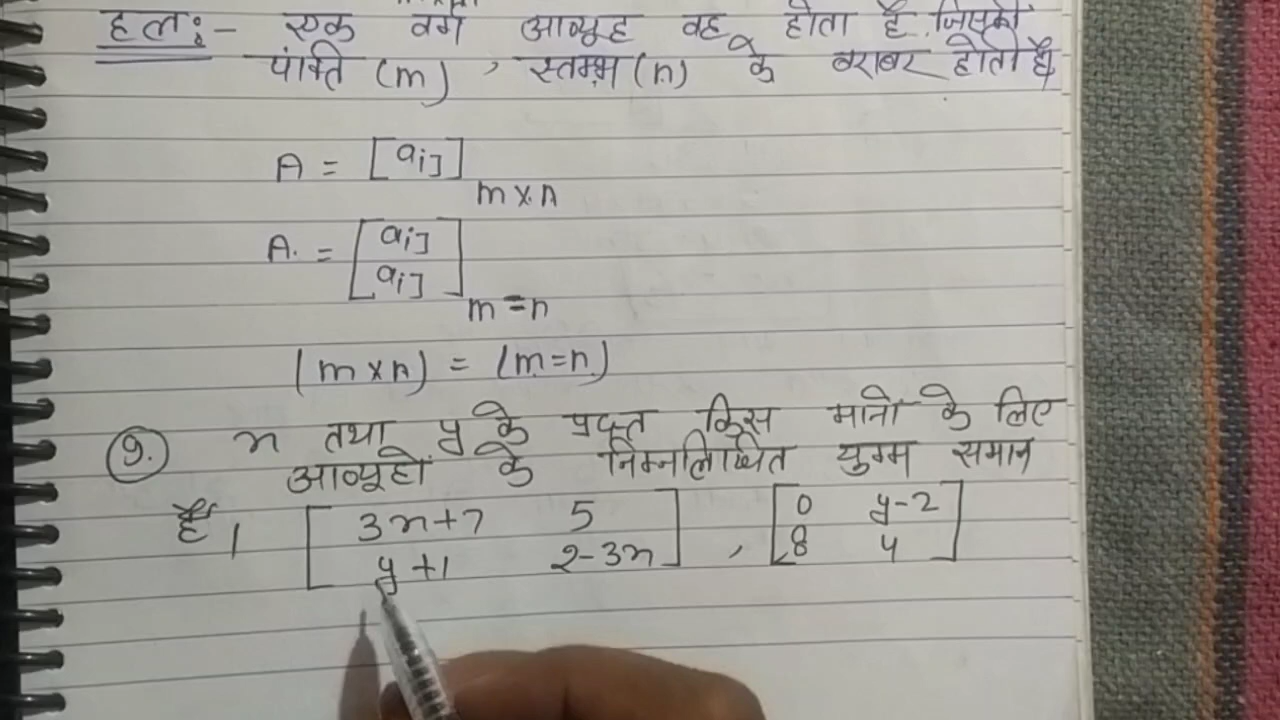 हल:- एक वर्ग आव्यूह वह होता है जिसकी
पंक्ति (m) , स्तम्भ (n) के बराबर होती है
A = [aij] m×n
A. = [aij
aij] m=n
(m×n) = (m=n)
9. x तथा y के प्रदत्त किस मानों के लिए
आव्यूहों के निम्नलिखित युग्म समान
हैं। [3x+7 5 , [0 y-2
y+1 2-3x] 8 4]